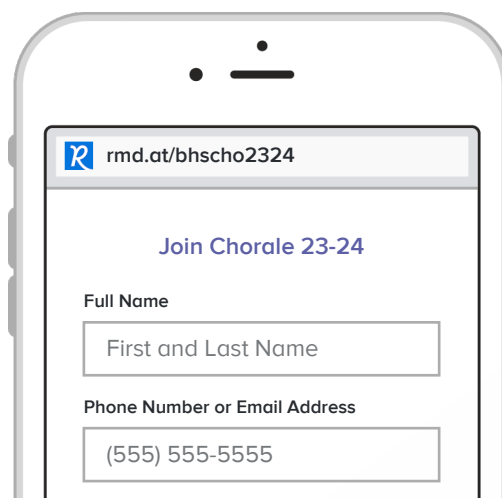 rmd.at/bhscho2324
Join Chorale 23-24
Full Name
First and Last Name
Phone Number or Email Address
(555) 555-5555